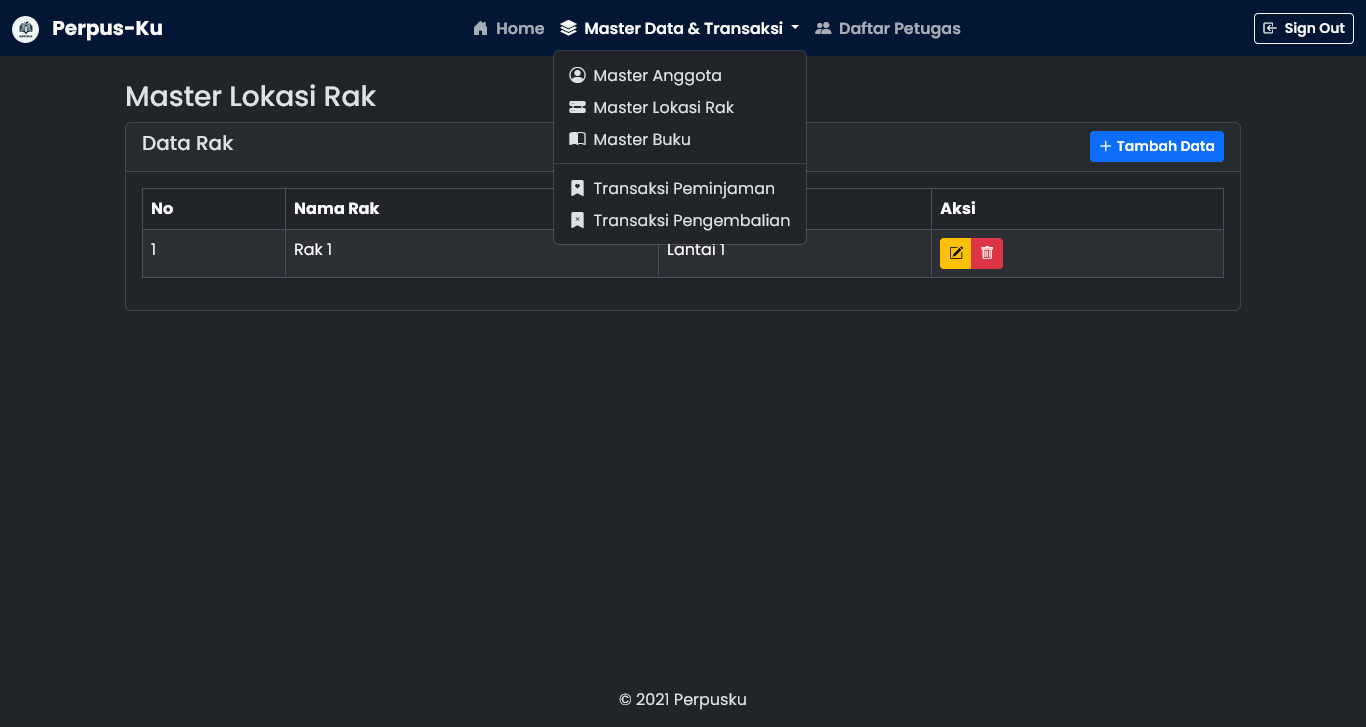 Perpus-Ku
Home
Master Data & Transaksi
Daftar Petugas
Sign Out
Master Anggota
Master Lokasi Rak
Master Buku
Transaksi Peminjaman
Transaksi Pengembalian
Master Lokasi Rak
Data Rak
+ Tambah Data
No
Nama Rak
Aksi
1
Rak 1
Lantai 1
© 2021 Perpusku